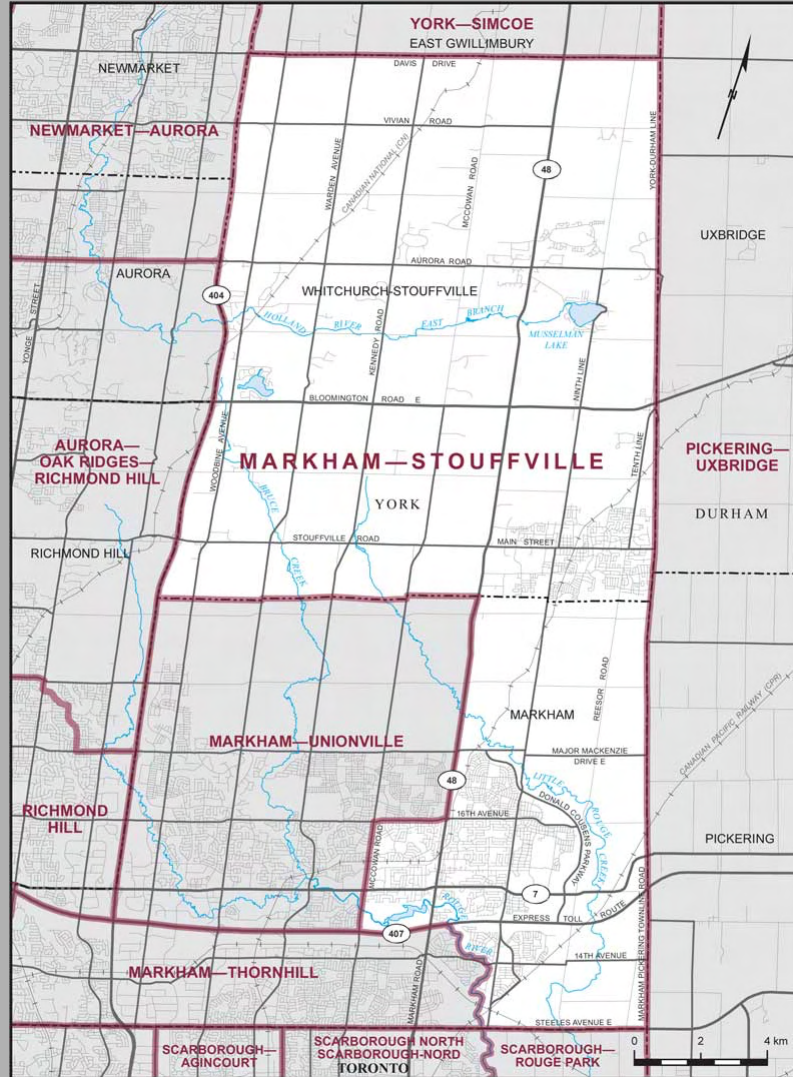 YORK—SIMCOE
EAST GWILLIMBURY
NEWMARKET
DAVIS DRIVE
N
NEWMARKET—AURORA
VIVIAN ROAD
WARDEN AVENUE
CANADIAN NATIONAL (CN)
MCCOWAN ROAD
48
YORK-DURHAM LINE
UXBRIDGE
AURORA ROAD
AURORA
404
WHITCHURCH-STOUFFVILLE
YONGE STREET
HOLLAND RIVER EAST BRANCH
MUSSELMAN
LAKE
KENNEDY ROAD
NINTH LINE
BLOOMINGTON ROAD E
WOODBINE AVENUE
TENTH LINE
AURORA—
OAK RIDGES—
RICHMOND HILL
MARKHAM—STOUFFVILLE
PICKERING—
UXBRIDGE
YORK
DURHAM
BRUCE CREEK
STOUFFVILLE ROAD
MAIN STREET
RICHMOND HILL
REESOR ROAD
MARKHAM
CANADIAN PACIFIC RAILWAY (CPR)
MARKHAM—UNIONVILLE
MAJOR MACKENZIE
DRIVE E
48
LITTLE ROUGE CREEK
DONALD COUSENS PARKWAY
RICHMOND
HILL
16TH AVENUE
MCCOWAN ROAD
PICKERING
7
ROUGE RIVER
EXPRESS TOLL ROUTE
407
14TH AVENUE
MARKHAM—THORNHILL
MARKHAM ROAD
MARKHAM PICKERING TOWNLINE ROAD
STEELES AVENUE E
SCARBOROUGH—
AGINCOURT
SCARBOROUGH NORTH
SCARBOROUGH-NORD
TORONTO
SCARBOROUGH—
ROUGE PARK
0 2 4 km